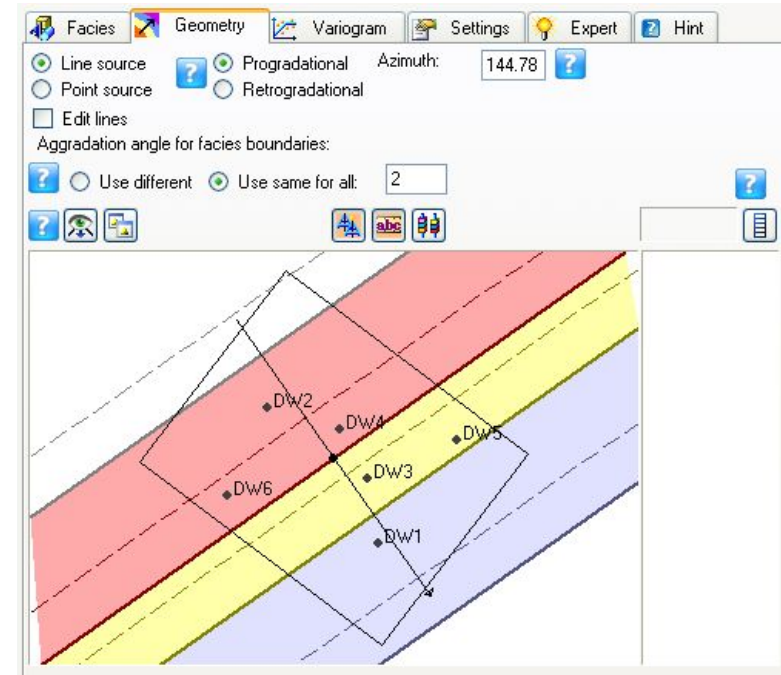 Facies Geometry Variogram Settings Expert Hint
Line source ? Progradational Azimuth: 144.78 ?
Point source Retrogradational
Edit lines
Aggradation angle for facies boundaries:
? Use different Use same for all: 2 ?
? abc
DW2
DW4
DW5
DW3
DW6
DW1